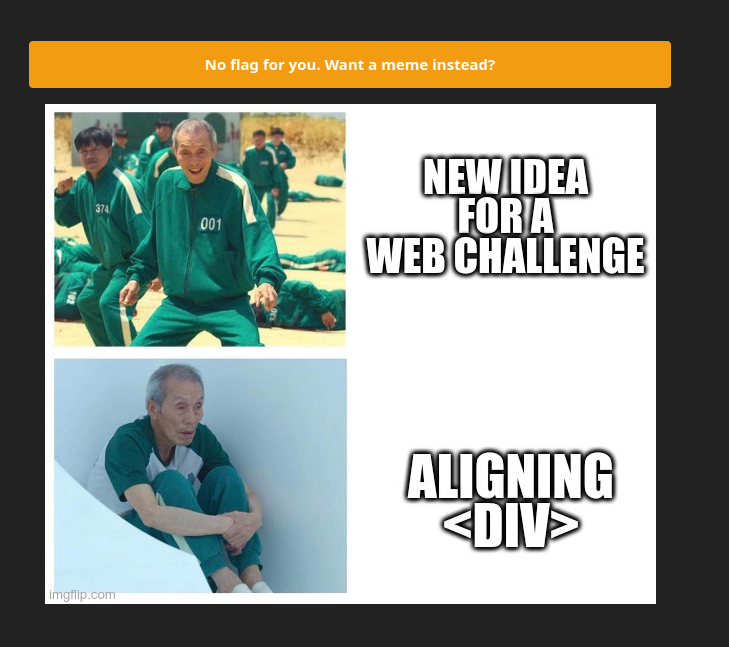 No flag for you. Want a meme instead?
NEW IDEA
FOR A
WEB CHALLENGE
374
001
ALIGNING
<DIV>
imgflip.com